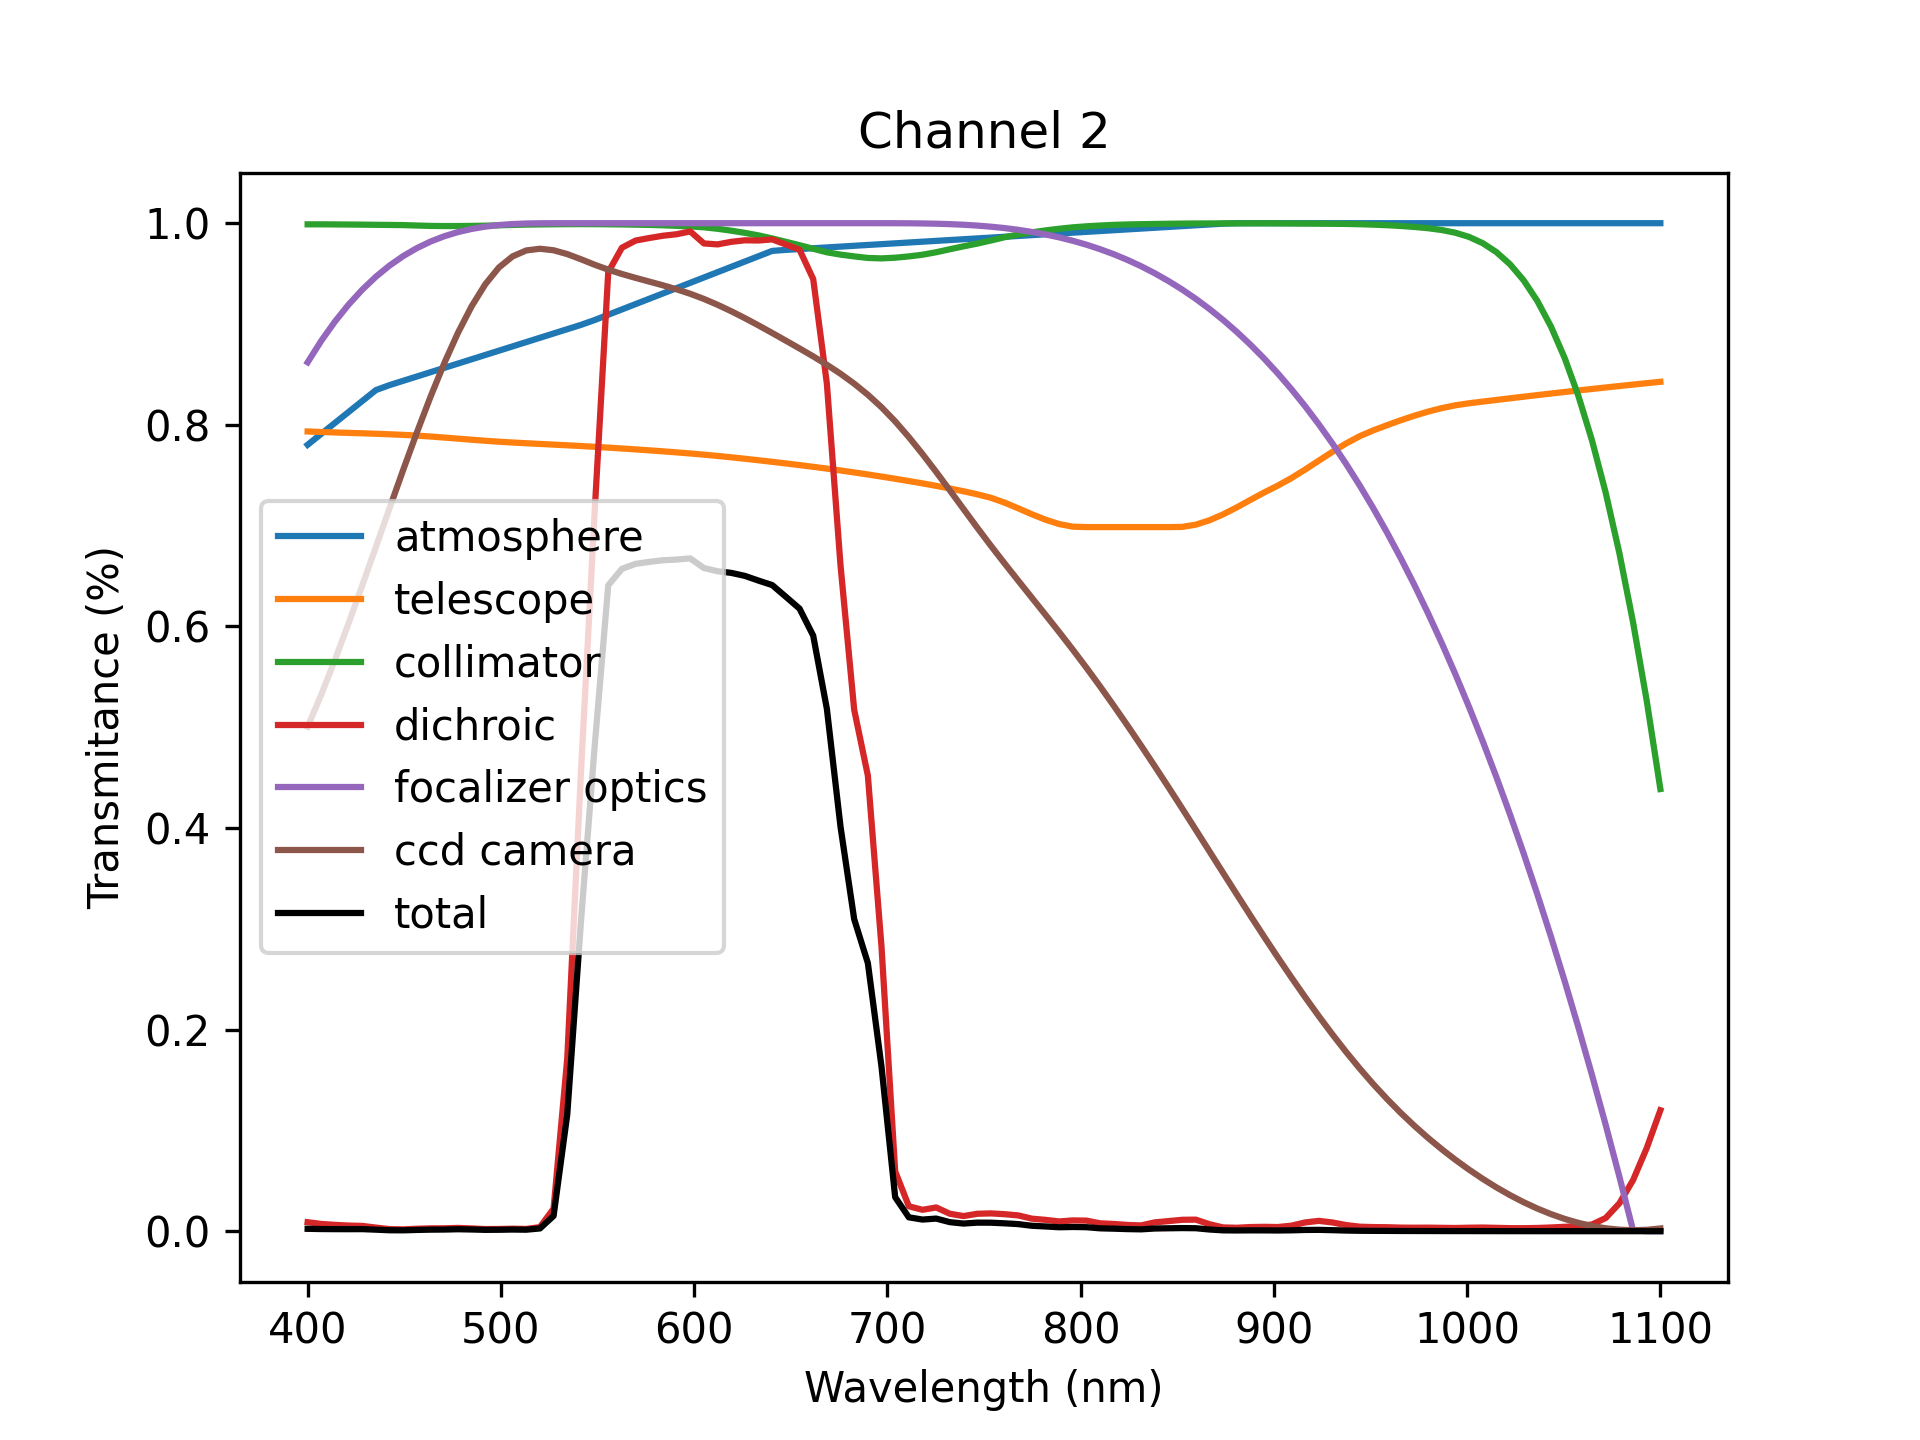 Channel 2
Transmitance (%)
1.0
0.8
0.6
0.4
0.2
0.0
atmosphere
telescope
collimator
dichroic
focalizer optics
ccd camera
total
400 500 600 700 800 900 1000 1100
Wavelength (nm)